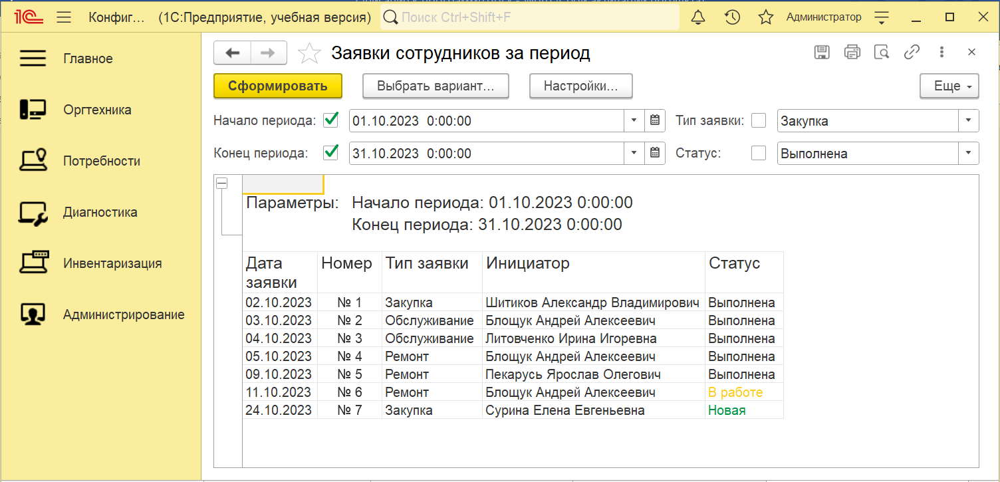 1С Конфиг... (1С:Предприятие, учебная версия) Поиск Ctrl+Shift+F Администратор
Главное
Оргтехника
Потребности
Диагностика
Инвентаризация
Администрирование
Заявки сотрудников за период
Сформировать Выбрать вариант... Настройки... Еще
Начало периода: 01.10.2023 0:00:00 Тип заявки: Закупка
Конец периода: 31.10.2023 0:00:00 Статус: Выполнена
Параметры: Начало периода: 01.10.2023 0:00:00
Конец периода: 31.10.2023 0:00:00
Дата заявки Номер Тип заявки Инициатор Статус
02.10.2023 № 1 Закупка Шитиков Александр Владимирович Выполнена
03.10.2023 № 2 Обслуживание Блощук Андрей Алексеевич Выполнена
04.10.2023 № 3 Обслуживание Литовченко Ирина Игоревна Выполнена
05.10.2023 № 4 Ремонт Блощук Андрей Алексеевич Выполнена
09.10.2023 № 5 Ремонт Пекарусь Ярослав Олегович Выполнена
11.10.2023 № 6 Ремонт Блощук Андрей Алексеевич В работе
24.10.2023 № 7 Закупка Сурина Елена Евгеньевна Новая